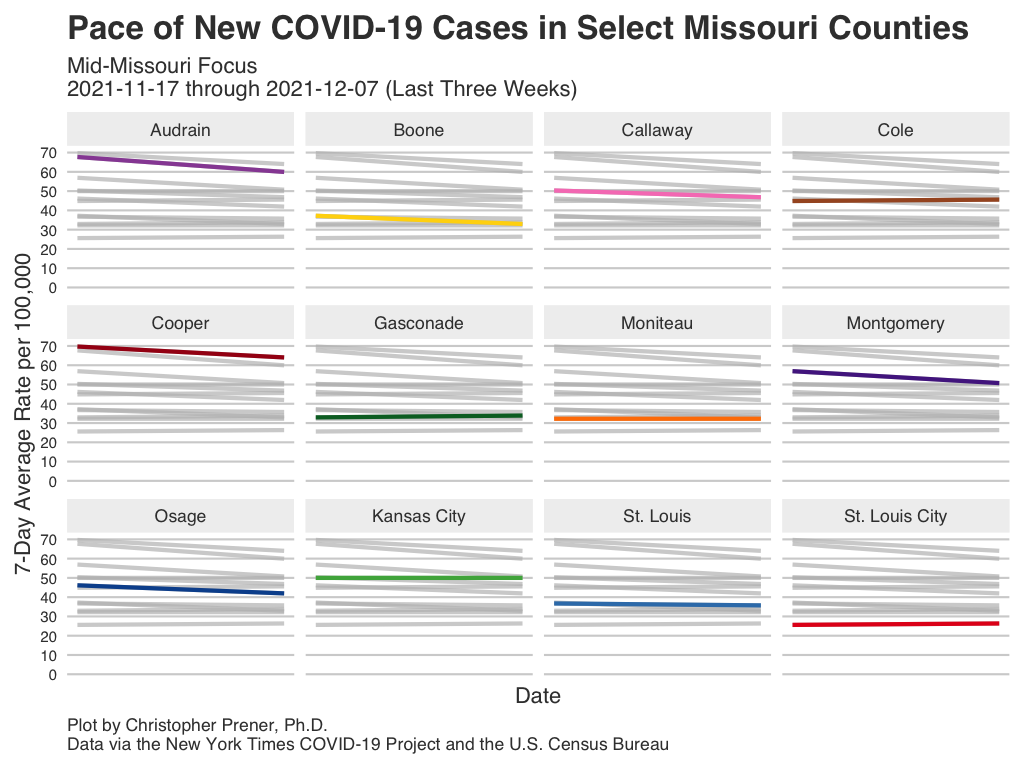 Pace of New COVID-19 Cases in Select Missouri Counties
Mid-Missouri Focus
2021-11-17 through 2021-12-07 (Last Three Weeks)
Audrain
Boone
Callaway
Cole
70
60
50
40
30
20
10
0
Cooper
Gasconade
Moniteau
Montgomery
70
60
50
40
30
20
10
0
Osage
Kansas City
St. Louis
St. Louis City
70
60
50
40
30
20
10
0
7-Day Average Rate per 100,000
Date
Plot by Christopher Prener, Ph.D.
Data via the New York Times COVID-19 Project and the U.S. Census Bureau